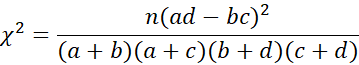 χ² = n(ad − bc)² / (a + b)(a + c)(b + d)(c + d)